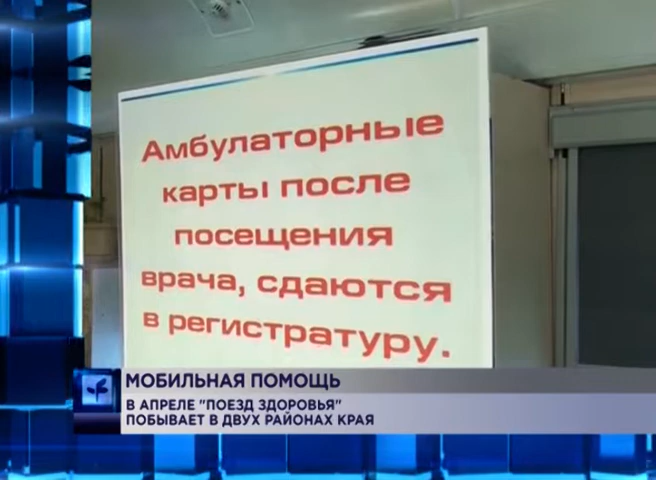 Амбулаторные
карты после
посещения
врача, сдаются
в регистратуру.
МОБИЛЬНАЯ ПОМОЩЬ
В АПРЕЛЕ "ПОЕЗД ЗДОРОВЬЯ"
ПОБЫВАЕТ В ДВУХ РАЙОНАХ КРАЯ